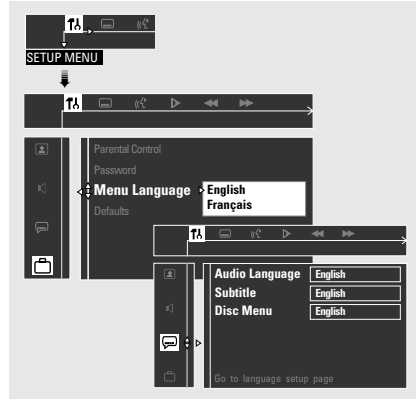 SETUP MENU
Parental Control
Password
Menu Language English
Français
Defaults
Audio Language English
Subtitle English
Disc Menu English
Go to language setup page